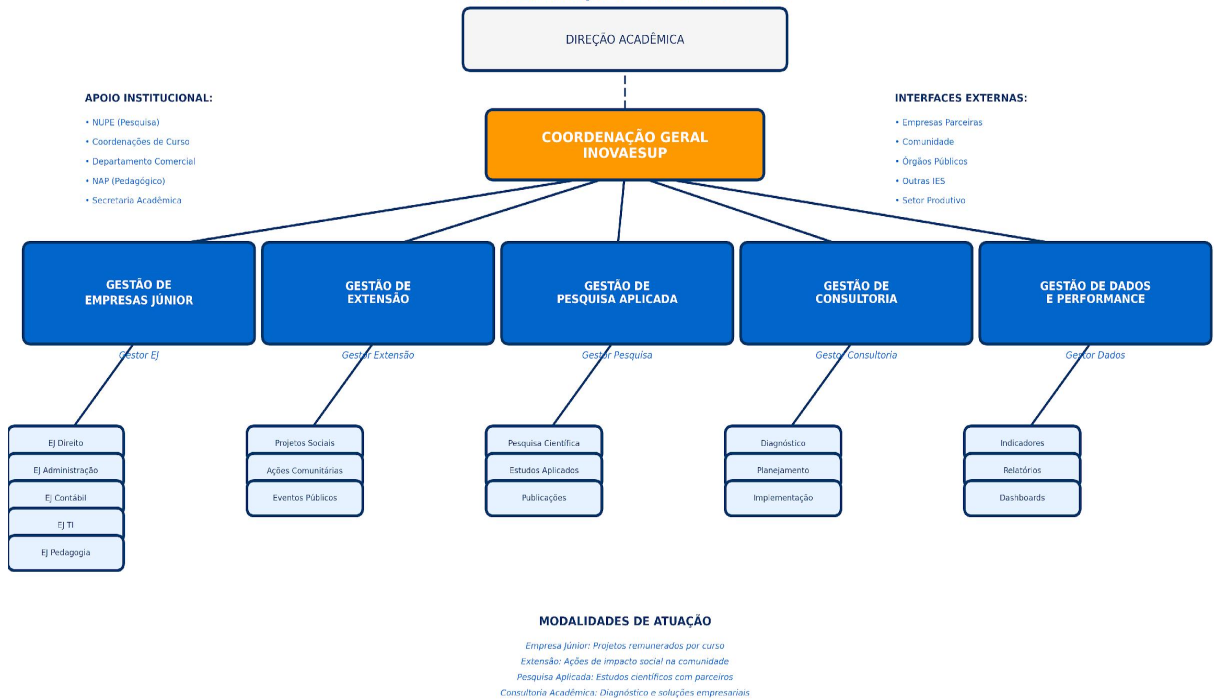 DIREÇÃO ACADÊMICA
APOIO INSTITUCIONAL:
• NUPE (Pesquisa)
• Coordenações de Curso
• Departamento Comercial
• NAP (Pedagógico)
• Secretaria Acadêmica
COORDENAÇÃO GERAL
INOVAESUP
INTERFACES EXTERNAS:
• Empresas Parceiras
• Comunidade
• Órgãos Públicos
• Outras IES
• Setor Produtivo
GESTÃO DE
EMPRESAS JÚNIOR
Gestor EJ
EJ Direito
EJ Administração
EJ Contábil
EJ TI
EJ Pedagogia
GESTÃO DE
EXTENSÃO
Gestor Extensão
Projetos Sociais
Ações Comunitárias
Eventos Públicos
GESTÃO DE
PESQUISA APLICADA
Gestor Pesquisa
Pesquisa Científica
Estudos Aplicados
Publicações
GESTÃO DE
CONSULTORIA
Gestor Consultoria
Diagnóstico
Planejamento
Implementação
GESTÃO DE DADOS
E PERFORMANCE
Gestor Dados
Indicadores
Relatórios
Dashboards
MODALIDADES DE ATUAÇÃO
Empresa Júnior: Projetos remunerados por curso
Extensão: Ações de impacto social na comunidade
Pesquisa Aplicada: Estudos científicos com parceiros
Consultoria Acadêmica: Diagnóstico e soluções empresariais